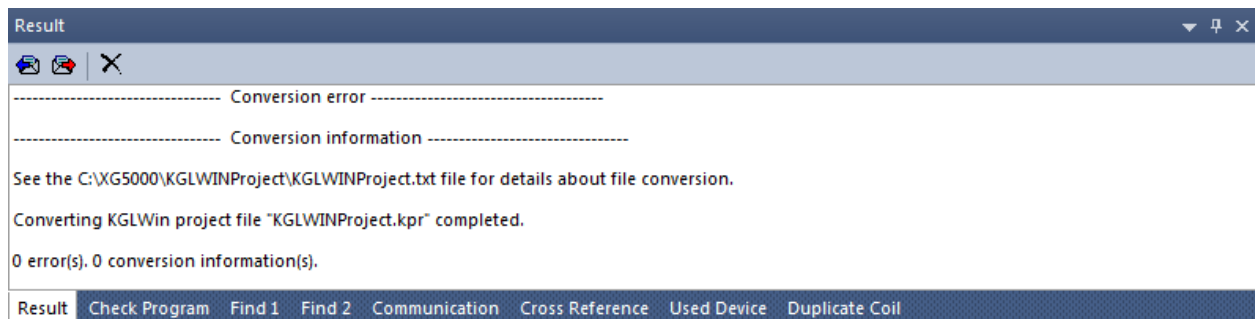 Result
--------------------------------- Conversion error -------------------------------------
--------------------------------- Conversion information --------------------------------
See the C:\XG5000\KGLWINProject\KGLWINProject.txt file for details about file conversion.
Converting KGLWin project file "KGLWINProject.kpr" completed.
0 error(s). 0 conversion information(s).
Result Check Program Find 1 Find 2 Communication Cross Reference Used Device Duplicate Coil